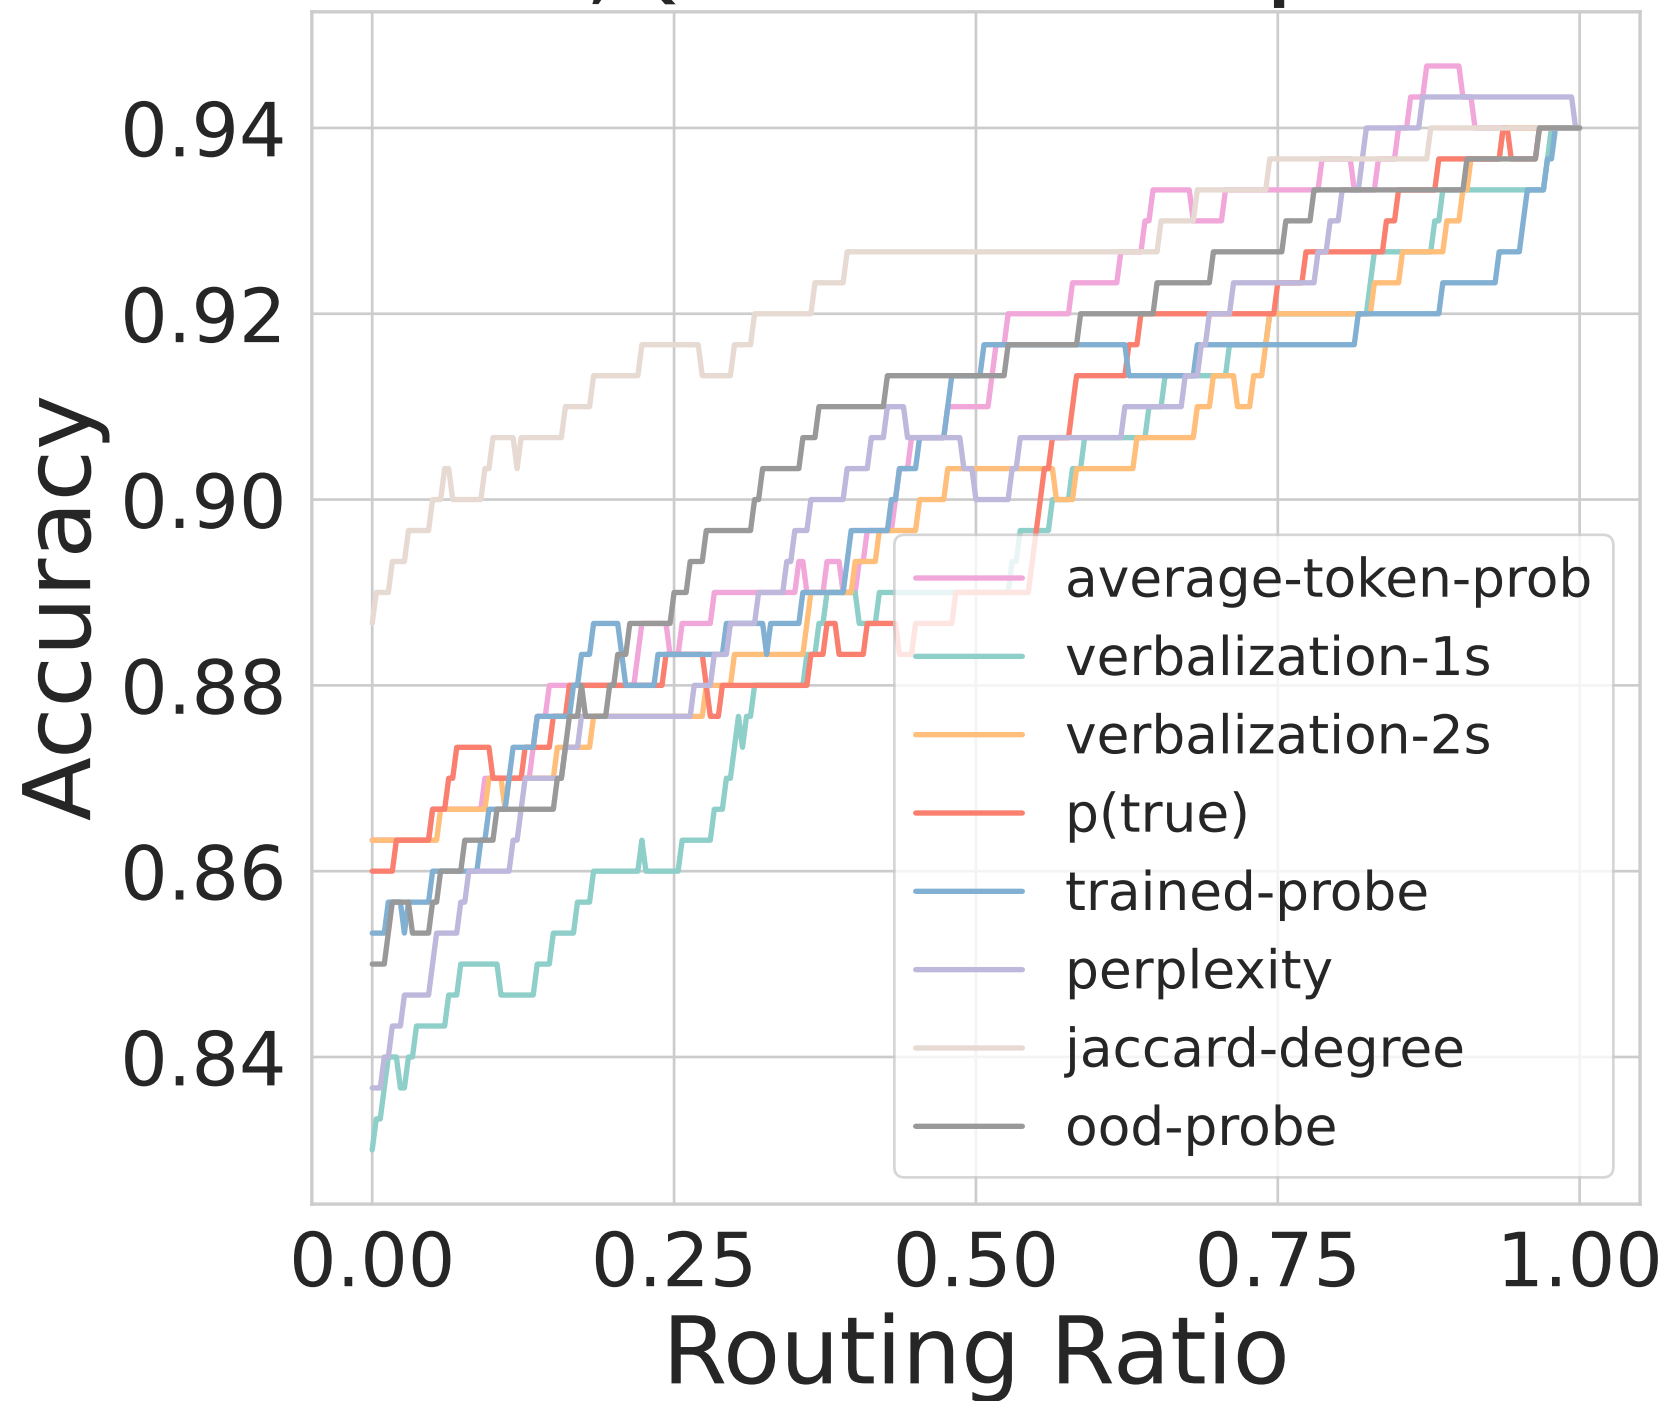 0.94
0.92
0.90
0.88
0.86
0.84
Accuracy
average-token-prob
verbalization-1s
verbalization-2s
p(true)
trained-probe
perplexity
jaccard-degree
ood-probe
0.00 0.25 0.50 0.75 1.00
Routing Ratio